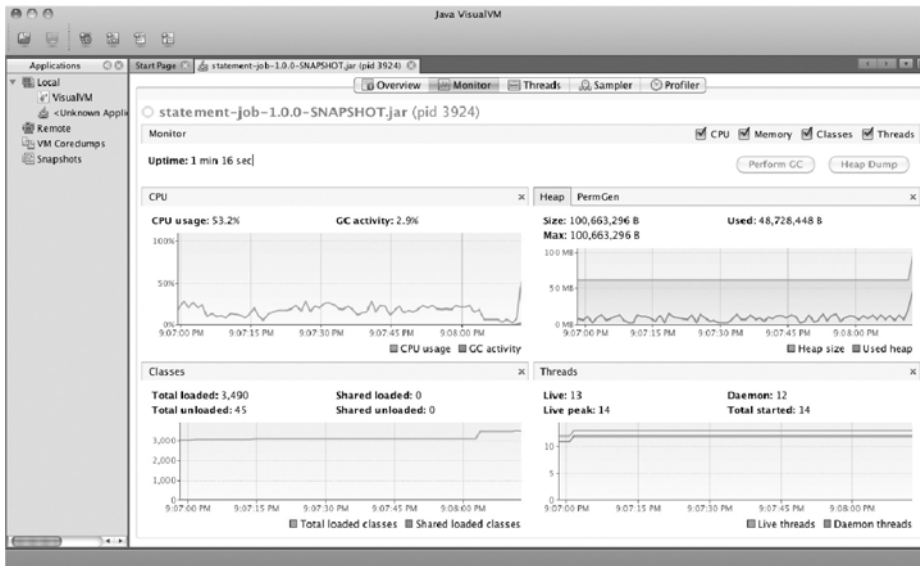 Java VisualVM
Applications
Local
VisualVM
<Unknown Appli
Remote
VM Coredumps
Snapshots
Start Page
statement-job-1.0.0-SNAPSHOT.jar (pid 3924)
Overview
Monitor
Threads
Sampler
Profiler
statement-job-1.0.0-SNAPSHOT.jar (pid 3924)
Monitor
CPU
Memory
Classes
Threads
Uptime: 1 min 16 sec
Perform GC
Heap Dump
CPU
CPU usage: 53.2%
GC activity: 2.9%
100%
50%
0%
9:07:00 PM 9:07:15 PM 9:07:30 PM 9:07:45 PM 9:08:00 PM
CPU usage GC activity
Heap PermGen
Size: 100,663,296 B
Used: 48,728,448 B
Max: 100,663,296 B
100 MB
50 MB
0 MB
9:07:00 PM 9:07:15 PM 9:07:30 PM 9:07:45 PM 9:08:00 PM
Heap size Used heap
Classes
Total loaded: 3,490
Shared loaded: 0
Total unloaded: 45
Shared unloaded: 0
3,000
2,000
1,000
0
9:07:00 PM 9:07:15 PM 9:07:30 PM 9:07:45 PM 9:08:00 PM
Total loaded classes Shared loaded classes
Threads
Live: 13
Daemon: 12
Live peak: 14
Total started: 14
10
5
0
9:07:00 PM 9:07:15 PM 9:07:30 PM 9:07:45 PM 9:08:00 PM
Live threads Daemon threads